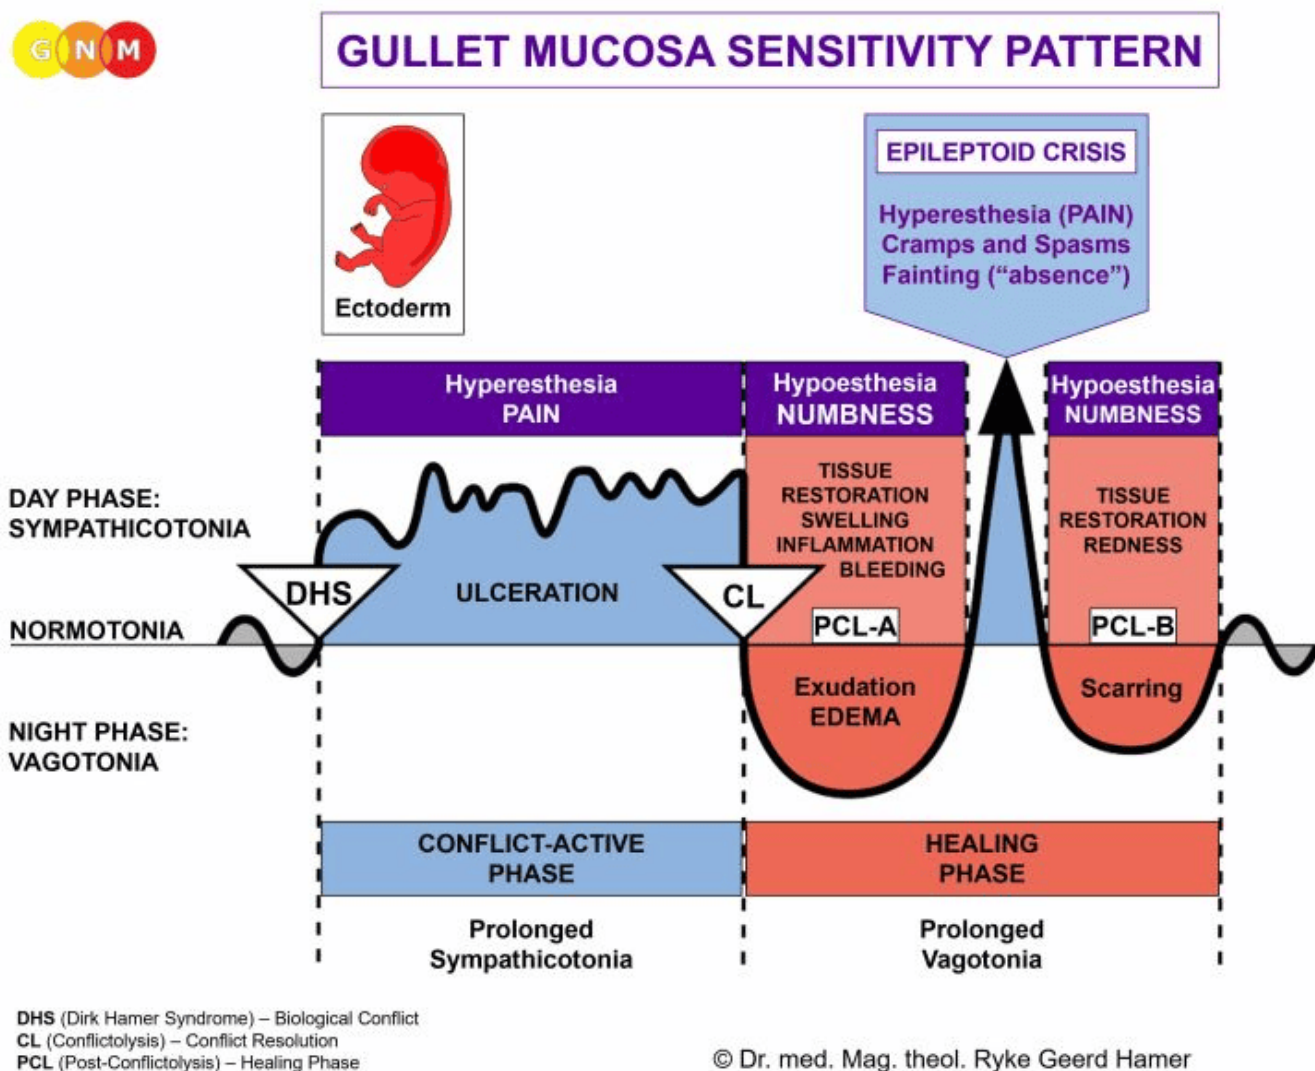 G N M
GULLET MUCOSA SENSITIVITY PATTERN
Ectoderm
EPILEPTOID CRISIS
Hyperesthesia (PAIN)
Cramps and Spasms
Fainting (“absence”)
Hyperesthesia
PAIN
Hypoesthesia
NUMBNESS
Hypoesthesia
NUMBNESS
DAY PHASE:
SYMPATHICOTONIA
TISSUE
RESTORATION
SWELLING
INFLAMMATION
BLEEDING
TISSUE
RESTORATION
REDNESS
DHS
ULCERATION
CL
PCL-A
PCL-B
NORMOTONIA
Exudation
EDEMA
Scarring
NIGHT PHASE:
VAGOTONIA
CONFLICT-ACTIVE
PHASE
HEALING
PHASE
Prolonged
Sympathicotonia
Prolonged
Vagotonia
DHS (Dirk Hamer Syndrome) – Biological Conflict
CL (Conflictolysis) – Conflict Resolution
PCL (Post-Conflictolysis) – Healing Phase
© Dr. med. Mag. theol. Ryke Geerd Hamer